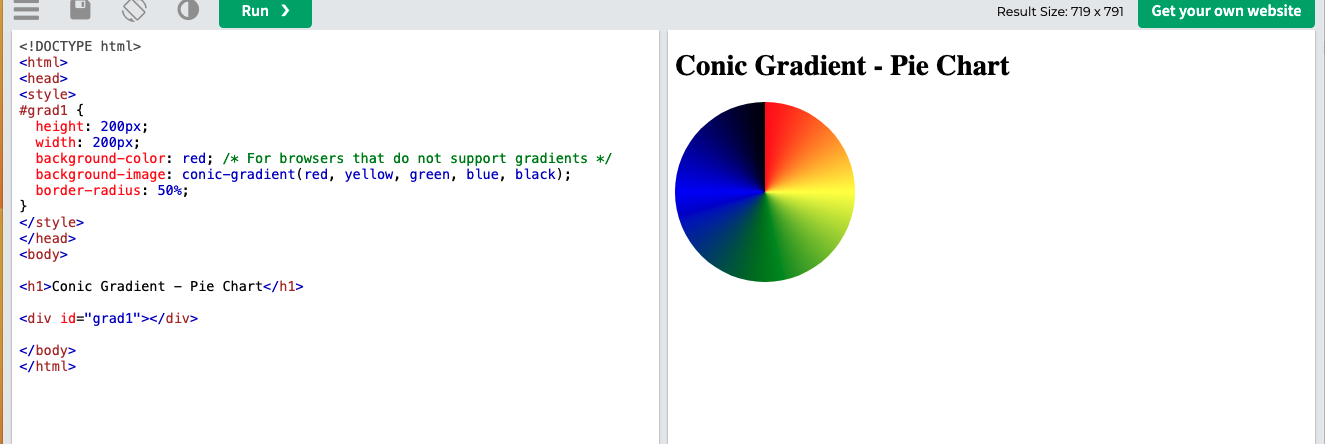 Run ❯
Result Size: 719 x 791
Get your own website
<!DOCTYPE html>
<html>
<head>
<style>
#grad1 {
  height: 200px;
  width: 200px;
  background-color: red; /* For browsers that do not support gradients */
  background-image: conic-gradient(red, yellow, green, blue, black);
  border-radius: 50%;
}
</style>
</head>
<body>

<h1>Conic Gradient - Pie Chart</h1>

<div id="grad1"></div>

</body>
</html>
Conic Gradient - Pie Chart